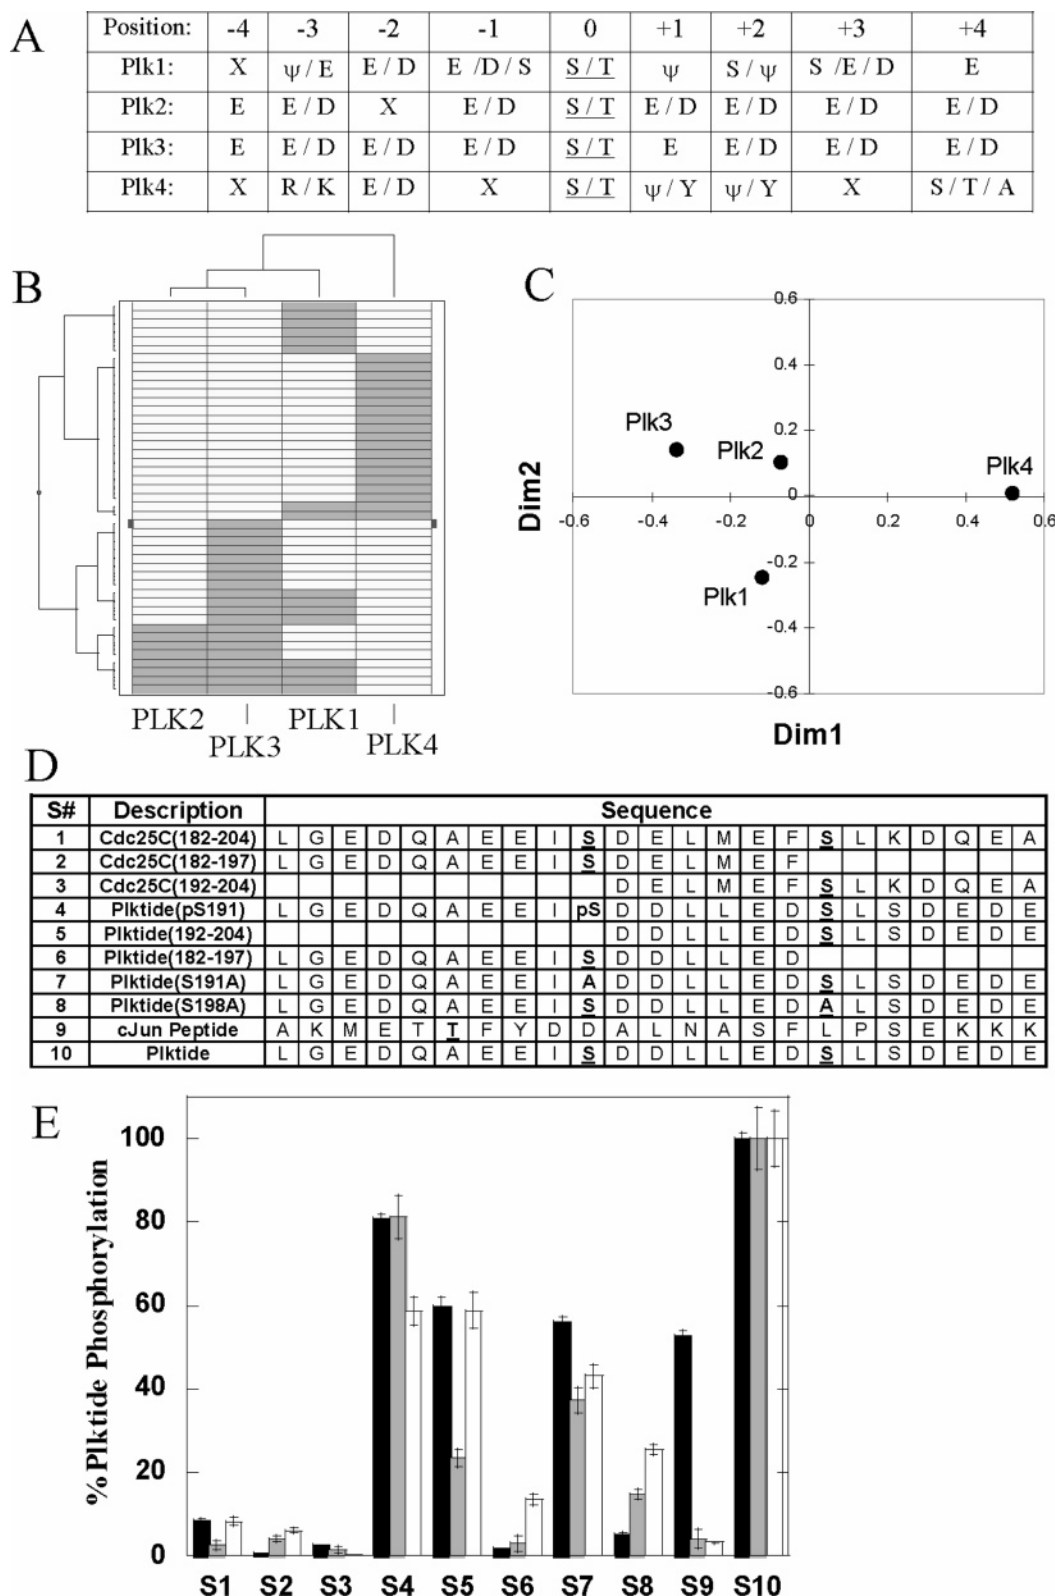 A
Position: -4 -3 -2 -1 0 +1 +2 +3 +4
Plk1: X ψ / E E / D E /D / S S / T ψ S / ψ S /E / D E
Plk2: E E / D X E / D S / T E / D E / D E / D E / D
Plk3: E E / D E / D E / D S / T E E / D E / D E / D
Plk4: X R / K E / D X S / T ψ / Y ψ / Y X S / T / A
B
PLK2 PLK3 PLK1 PLK4
C
0.6
0.4
0.2
0
-0.2
-0.4
-0.6
-0.6 -0.4 -0.2 0 0.2 0.4 0.6
Plk3
Plk2
Plk4
Plk1
Dim2
Dim1
D
S# Description Sequence
1 Cdc25C(182-204) L G E D Q A E E I S D E L M E F S L K D Q E A
2 Cdc25C(182-197) L G E D Q A E E I S D E L M E F
3 Cdc25C(192-204) D E L M E F S L K D Q E A
4 Plktide(pS191) L G E D Q A E E I pS D D L L E D S L S D E D E
5 Plktide(192-204) D D L L E D S L S D E D E
6 Plktide(182-197) L G E D Q A E E I S D D L L E D
7 Plktide(S191A) L G E D Q A E E I A D D L L E D S L S D E D E
8 Plktide(S198A) L G E D Q A E E I S D D L L E D A L S D E D E
9 cJun Peptide A K M E T T F Y D D A L N A S F L P S E K K K
10 Plktide L G E D Q A E E I S D D L L E D S L S D E D E
E
% Plktide Phosphorylation
100
80
60
40
20
0
S1 S2 S3 S4 S5 S6 S7 S8 S9 S10